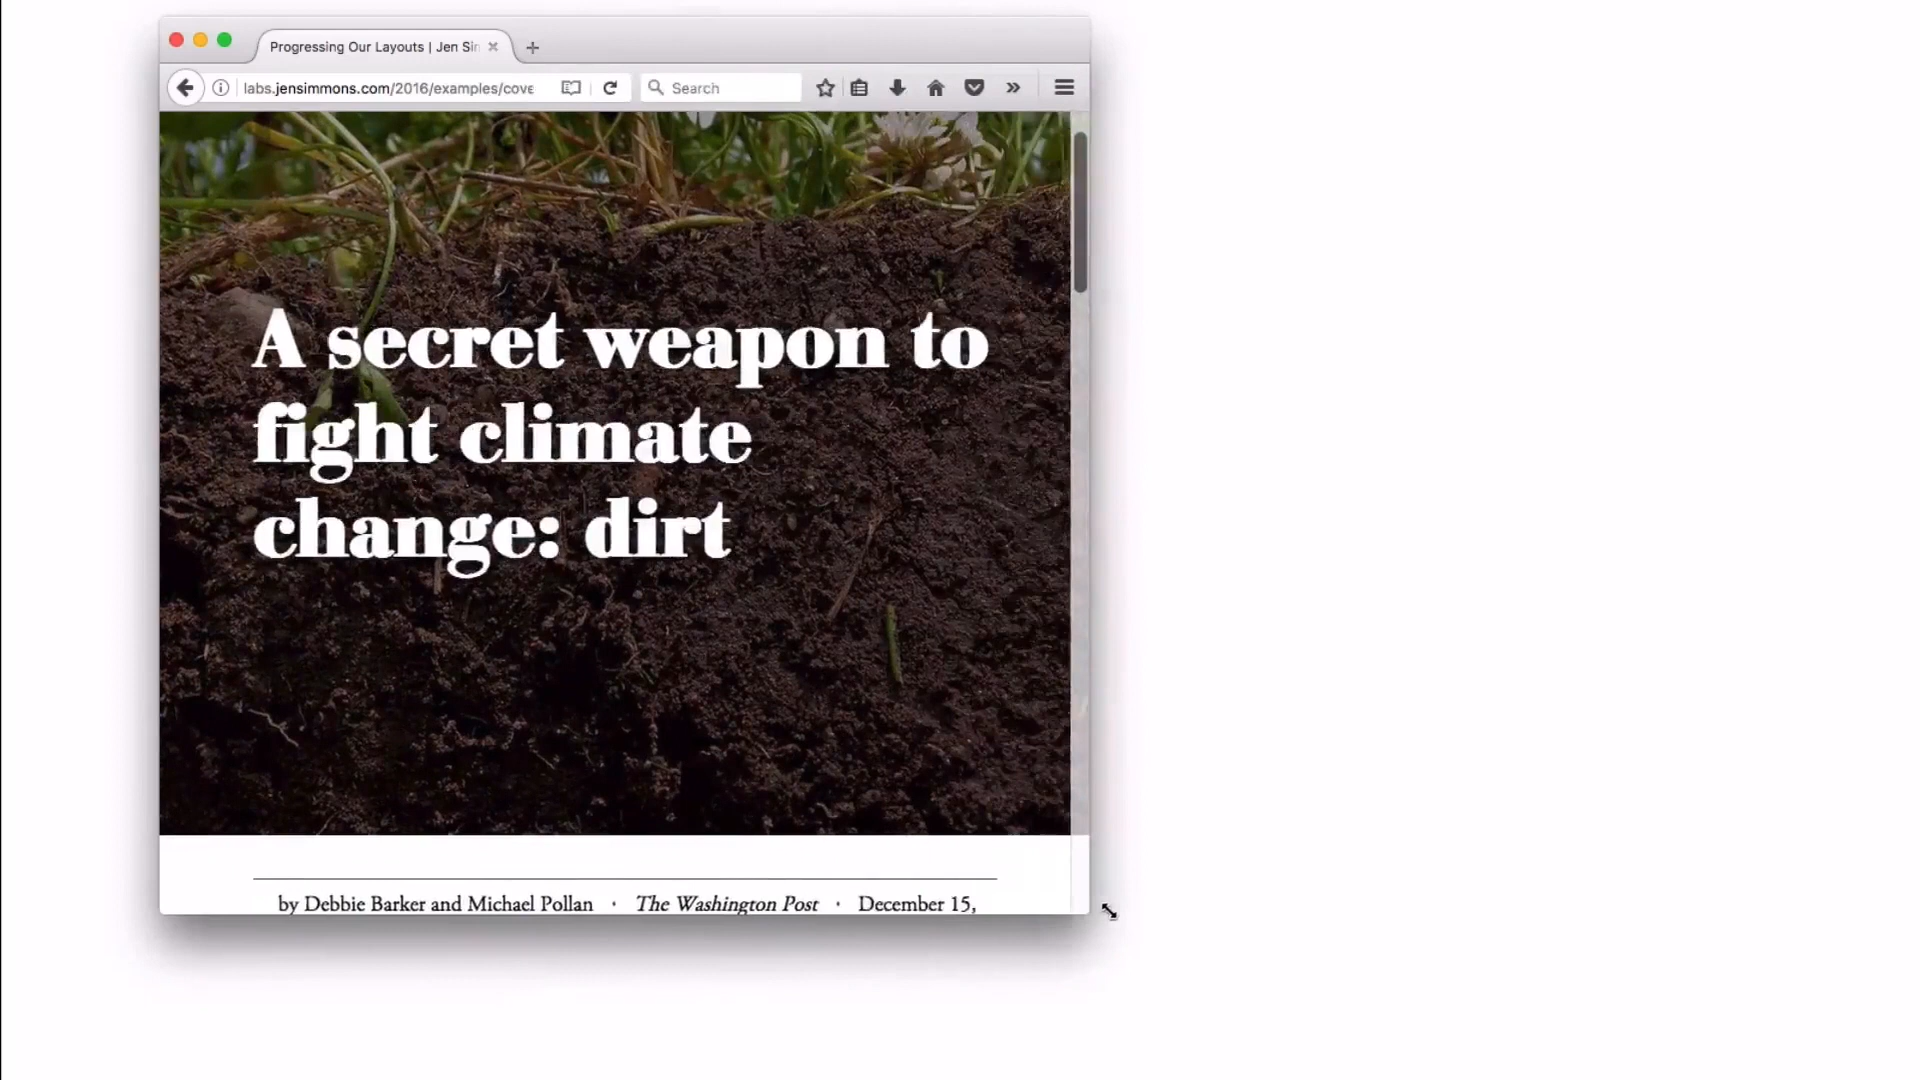 Progressing Our Layouts | Jen Sin
labs.jensimmons.com/2016/examples/cove
Search
A secret weapon to
fight climate
change: dirt
by Debbie Barker and Michael Pollan · The Washington Post · December 15,